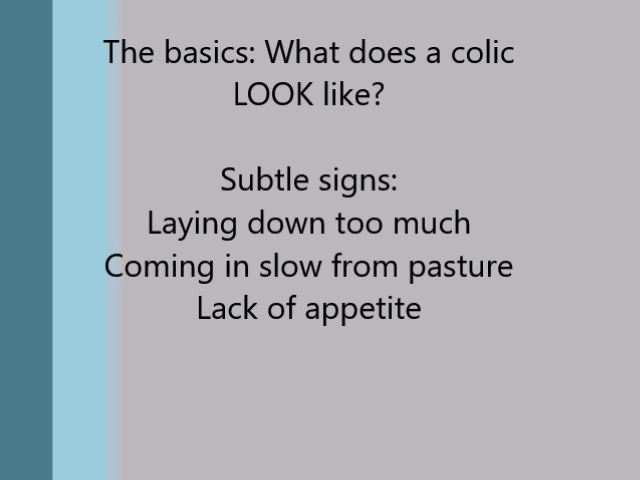 The basics: What does a colic
LOOK like?
Subtle signs:
Laying down too much
Coming in slow from pasture
Lack of appetite